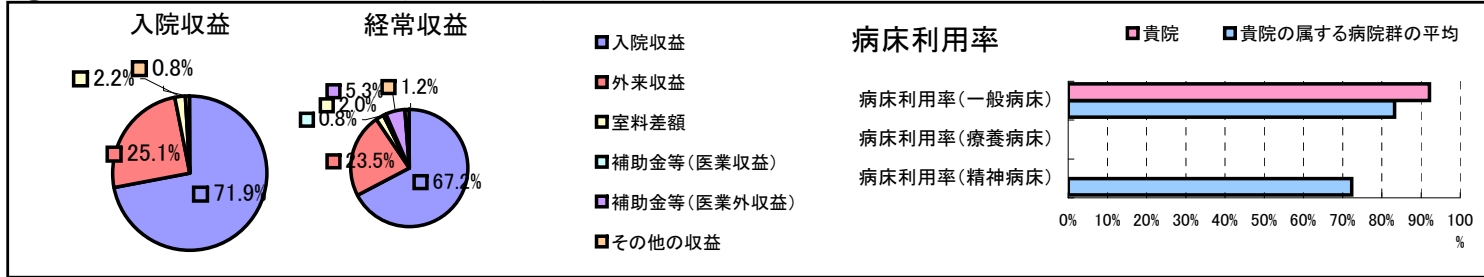 入院収益
2.2%
0.8%
25.1%
71.9%
経常収益
5.3%
1.2%
2.0%
0.8%
23.5%
67.2%
入院収益
外来収益
室料差額
補助金等(医業収益)
補助金等(医業外収益)
その他の収益
病床利用率
貴院
貴院の属する病院群の平均
病床利用率(一般病床)
病床利用率(療養病床)
病床利用率(精神病床)
0% 10% 20% 30% 40% 50% 60% 70% 80% 90% 100
%